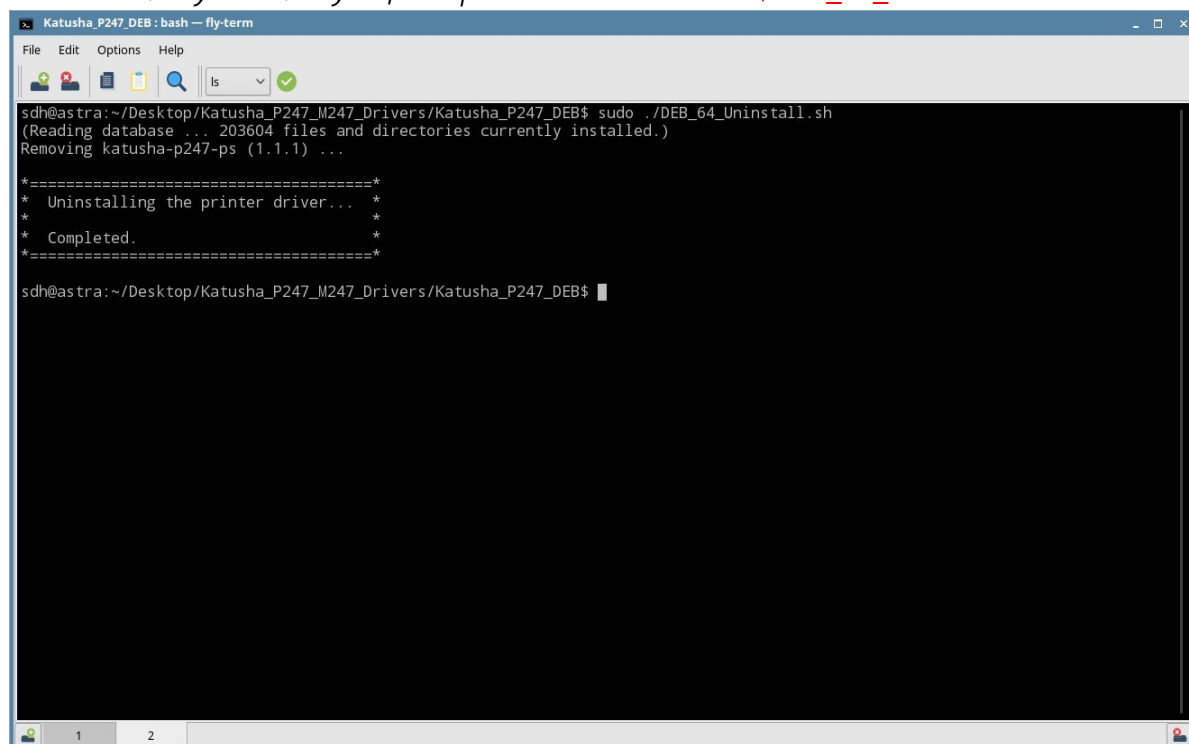 Katusha_P247_DEB : bash — fly-term
File Edit Options Help
ls
sdh@astra:~/Desktop/Katusha_P247_M247_Drivers/Katusha_P247_DEB$ sudo ./DEB_64_Uninstall.sh
(Reading database ... 203604 files and directories currently installed.)
Removing katusha-p247-ps (1.1.1) ...
*======================================*
* Uninstalling the printer driver... *
* *
* Completed. *
*======================================*
sdh@astra:~/Desktop/Katusha_P247_M247_Drivers/Katusha_P247_DEB$
1 2